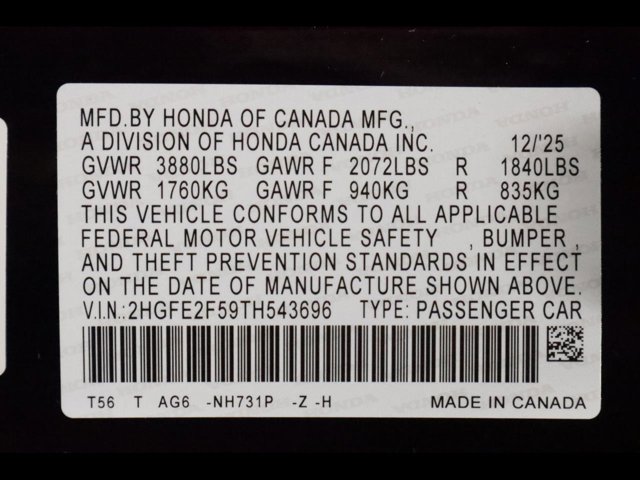 MFD.BY HONDA OF CANADA MFG.,
A DIVISION OF HONDA CANADA INC. 12/'25
GVWR 3880LBS GAWR F 2072LBS R 1840LBS
GVWR 1760KG GAWR F 940KG R 835KG
THIS VEHICLE CONFORMS TO ALL APPLICABLE
FEDERAL MOTOR VEHICLE SAFETY , BUMPER ,
AND THEFT PREVENTION STANDARDS IN EFFECT
ON THE DATE OF MANUFACTURE SHOWN ABOVE.
V.I.N.:2HGFE2F59TH543696 TYPE: PASSENGER CAR
T56 T AG6 -NH731P -Z -H MADE IN CANADA